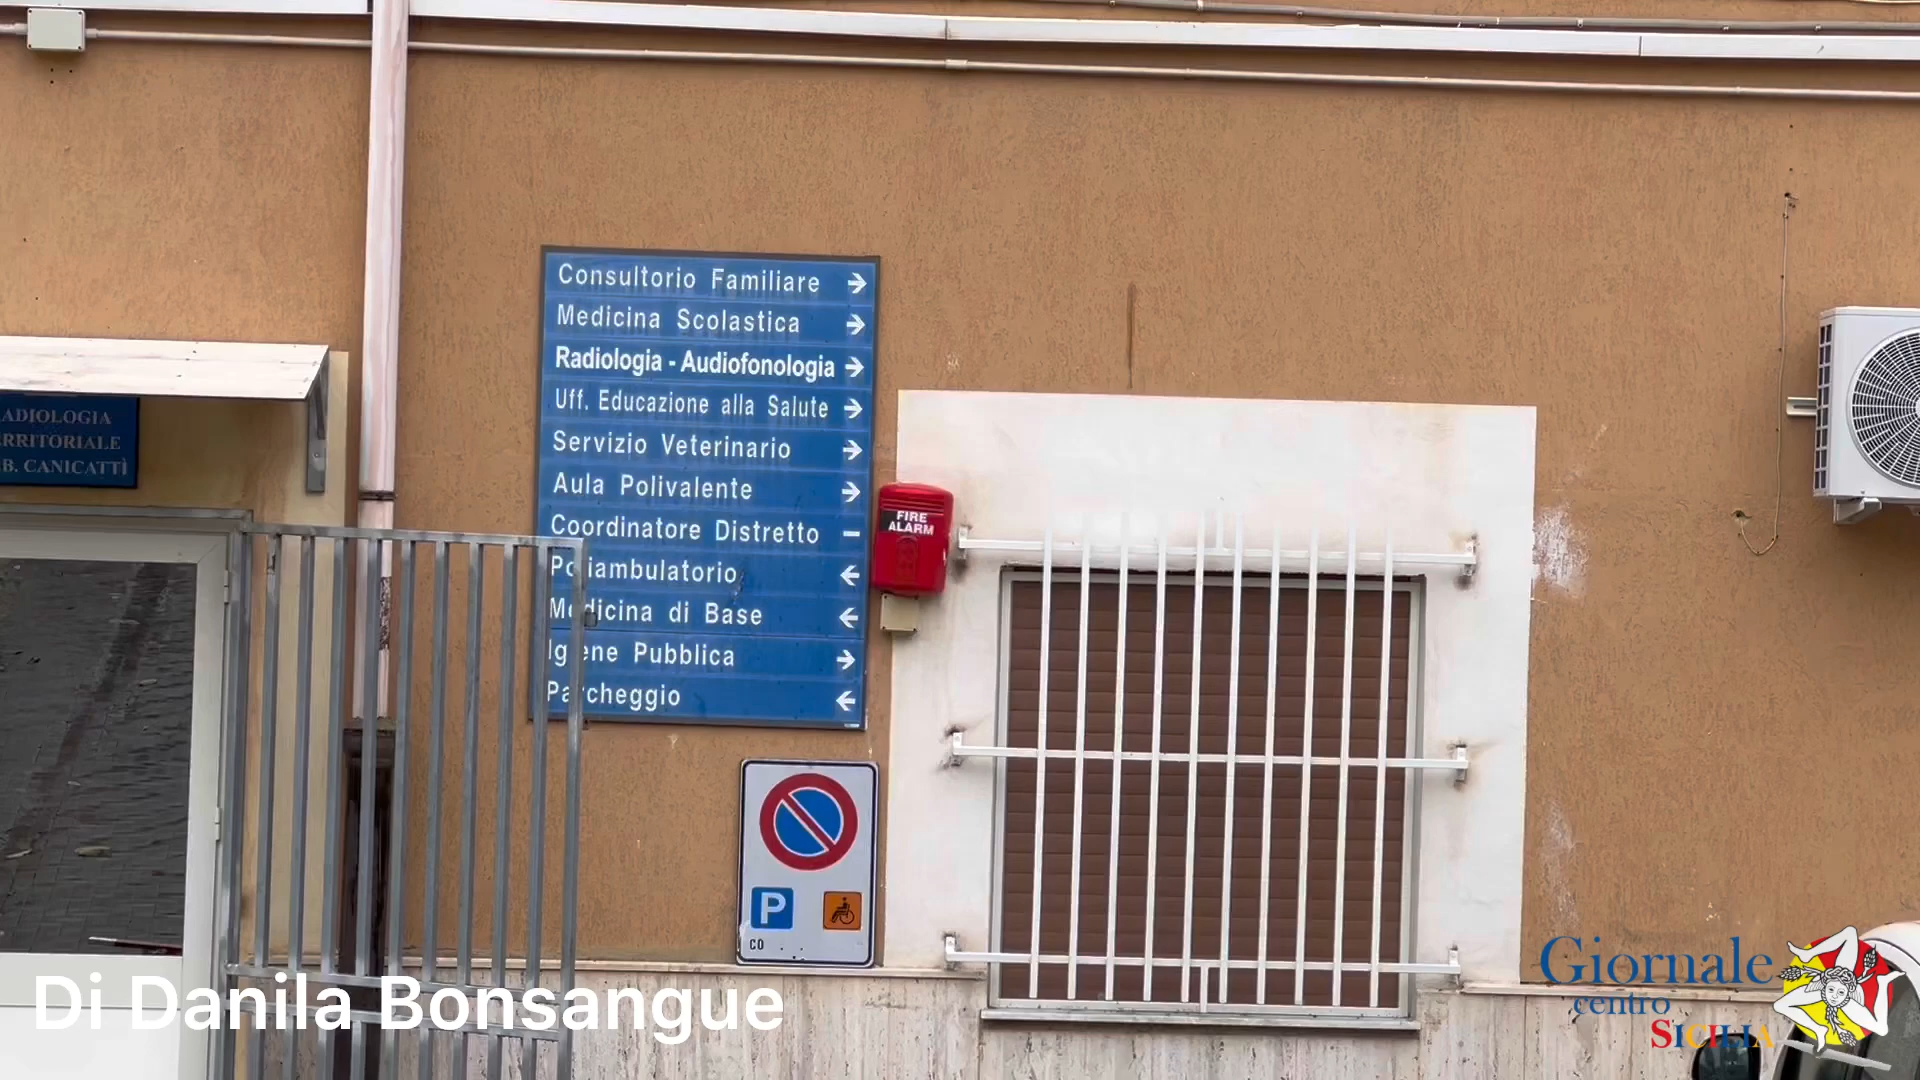 ADIOLOGIA
RRITORIALE
B. CANICATTÌ
Consultorio Familiare
Medicina Scolastica
Radiologia - Audiofonologia
Uff. Educazione alla Salute
Servizio Veterinario
Aula Polivalente
Coordinatore Distretto
Poliambulatorio
Medicina di Base
Igiene Pubblica
Parcheggio
FIRE
ALARM
P
CO
Di Danila Bonsangue
Giornale
centro
SICILIA